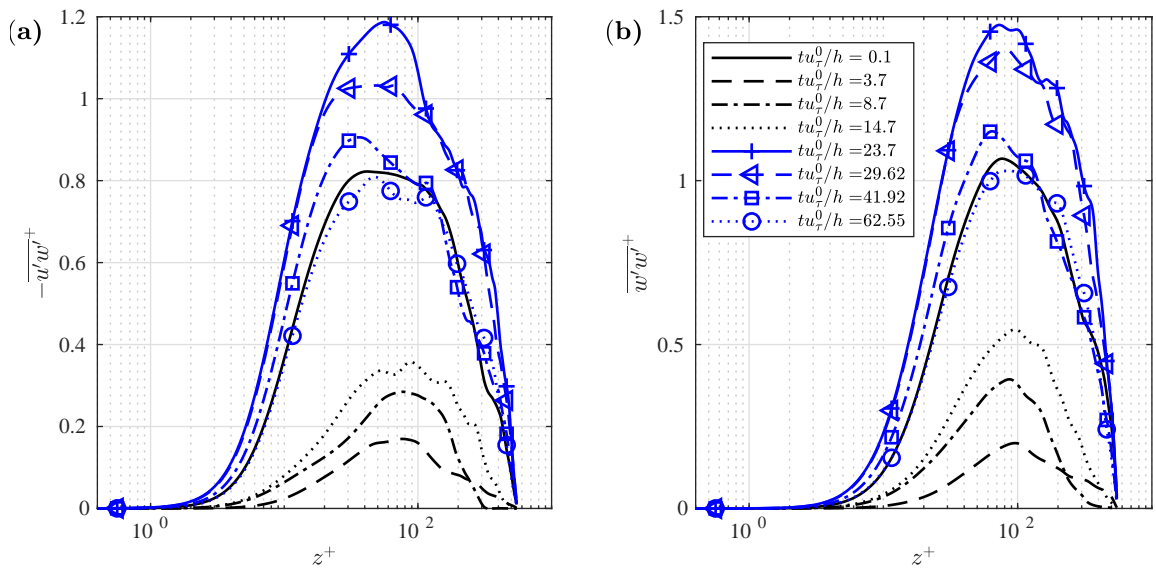 (a)
1.2
1
0.8
0.6
0.4
0.2
0
10^0
10^2
z^+
-\overline{u'w'}^+
(b)
1.5
1
0.5
0
10^0
10^2
z^+
\overline{w'w'}^+
tu_τ^0/h = 0.1
tu_τ^0/h =3.7
tu_τ^0/h =8.7
tu_τ^0/h =14.7
tu_τ^0/h =23.7
tu_τ^0/h =29.62
tu_τ^0/h =41.92
tu_τ^0/h =62.55